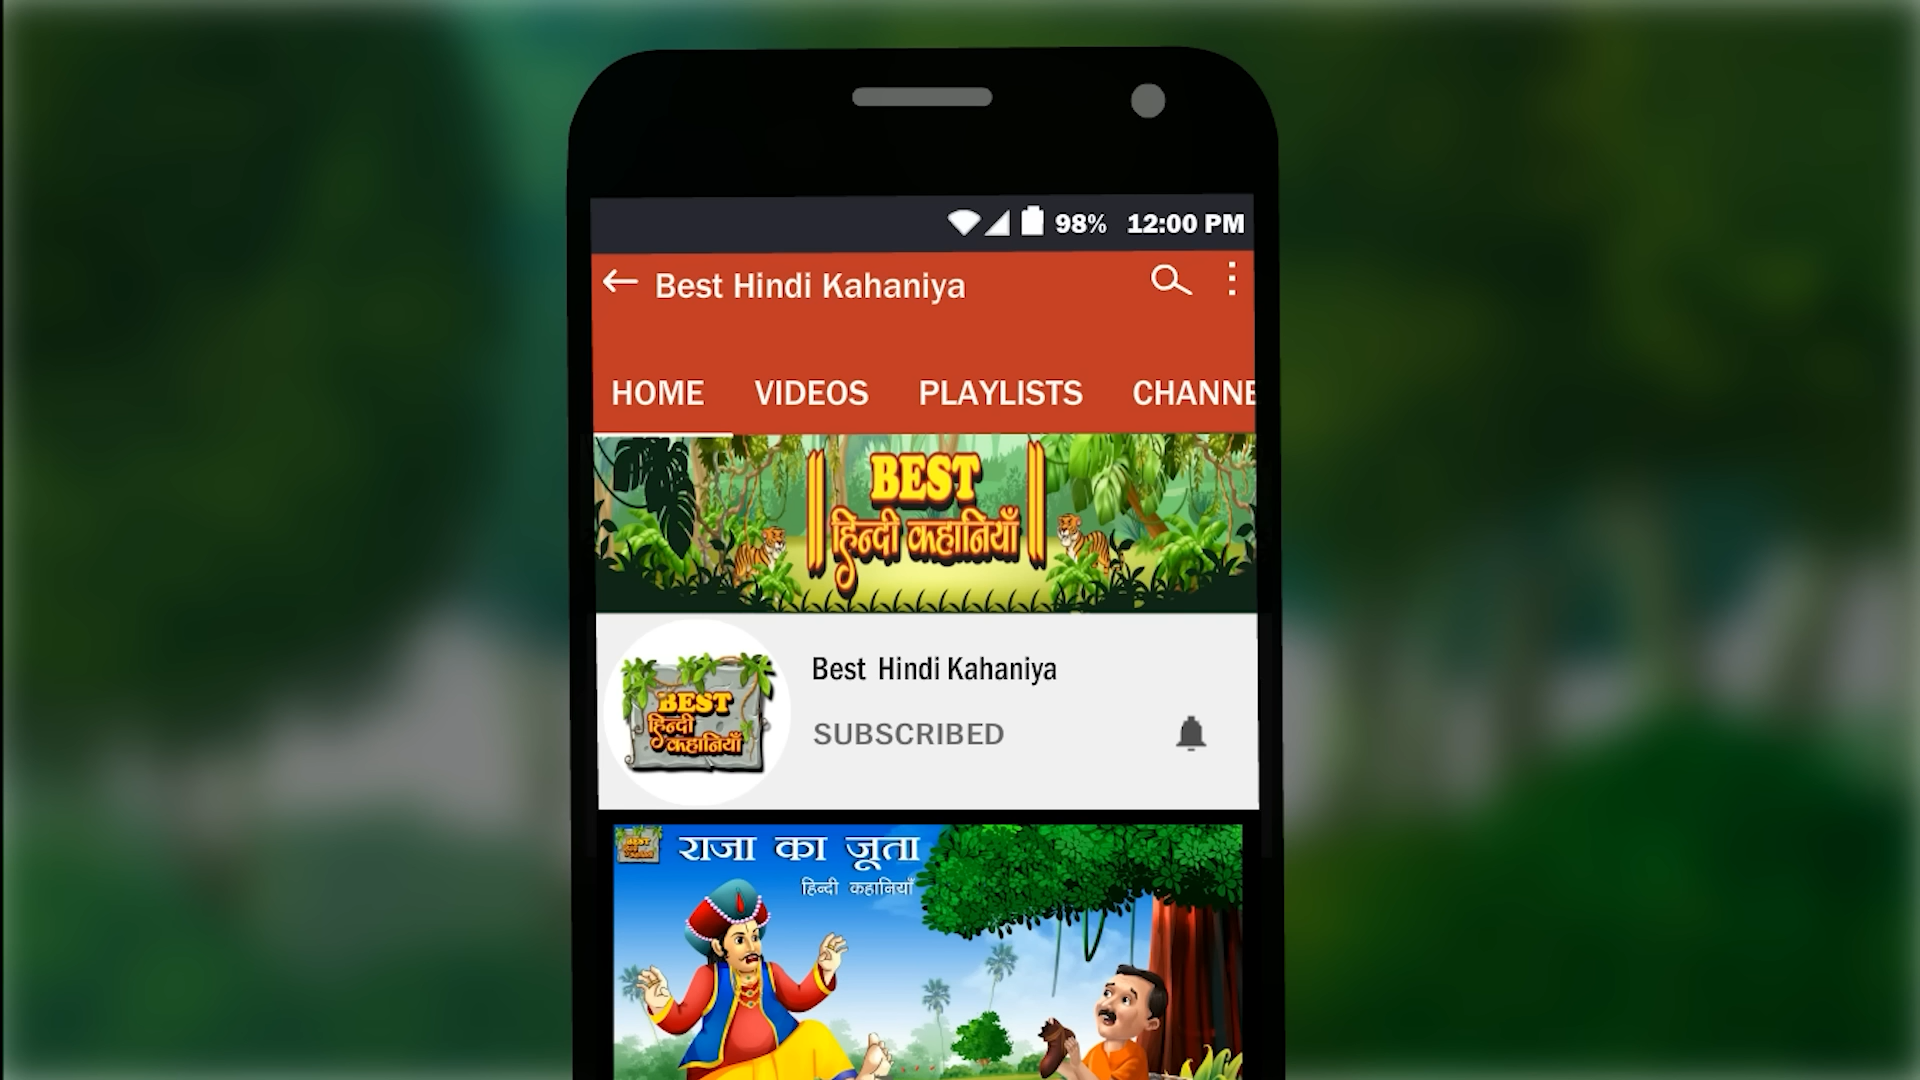 98% 12:00 PM
Best Hindi Kahaniya
HOME VIDEOS PLAYLISTS CHANNE
BEST
हिन्दी कहानियाँ
Best Hindi Kahaniya
SUBSCRIBED
BEST
हिन्दी
कहानियाँ
राजा का जूता
हिन्दी कहानियाँ